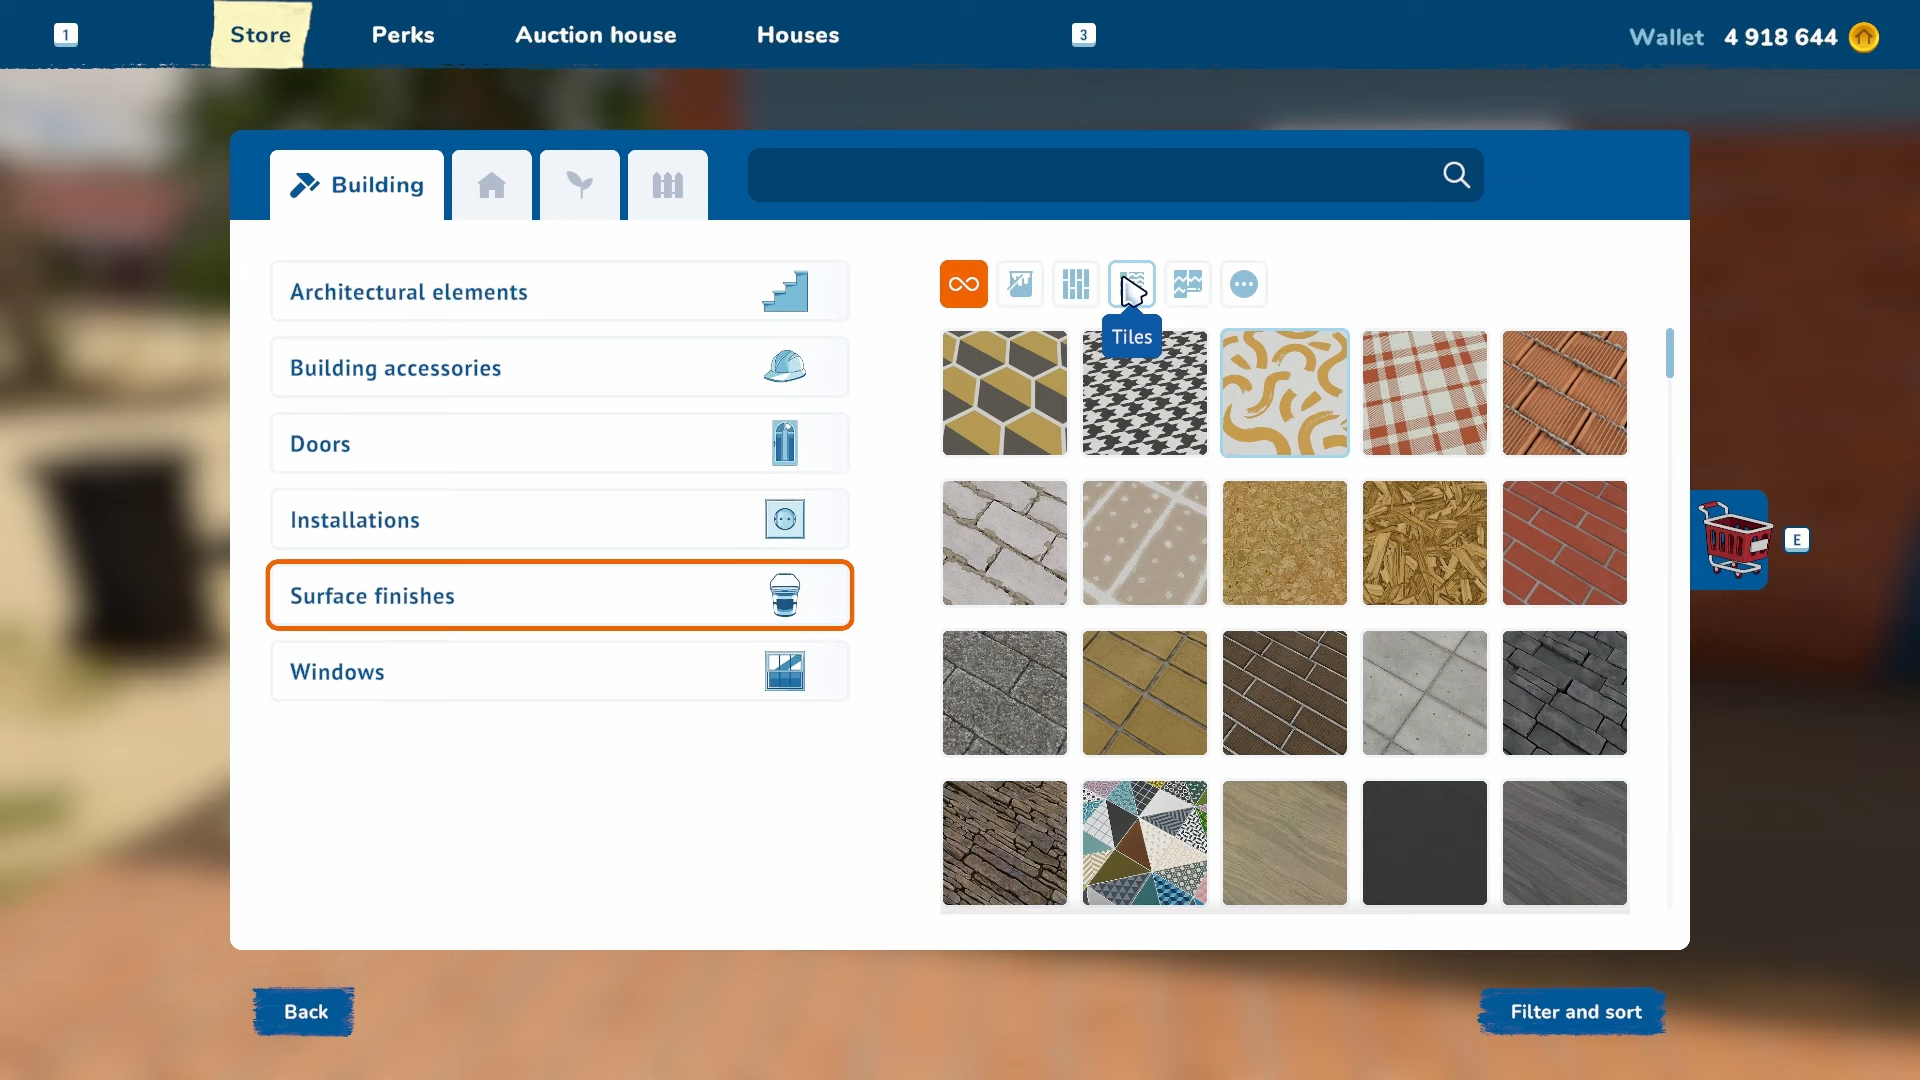 1
Store
Perks
Auction house
Houses
3
Wallet 4 918 644
Building
Architectural elements
Building accessories
Doors
Installations
Surface finishes
Windows
Tiles
E
Back
Filter and sort